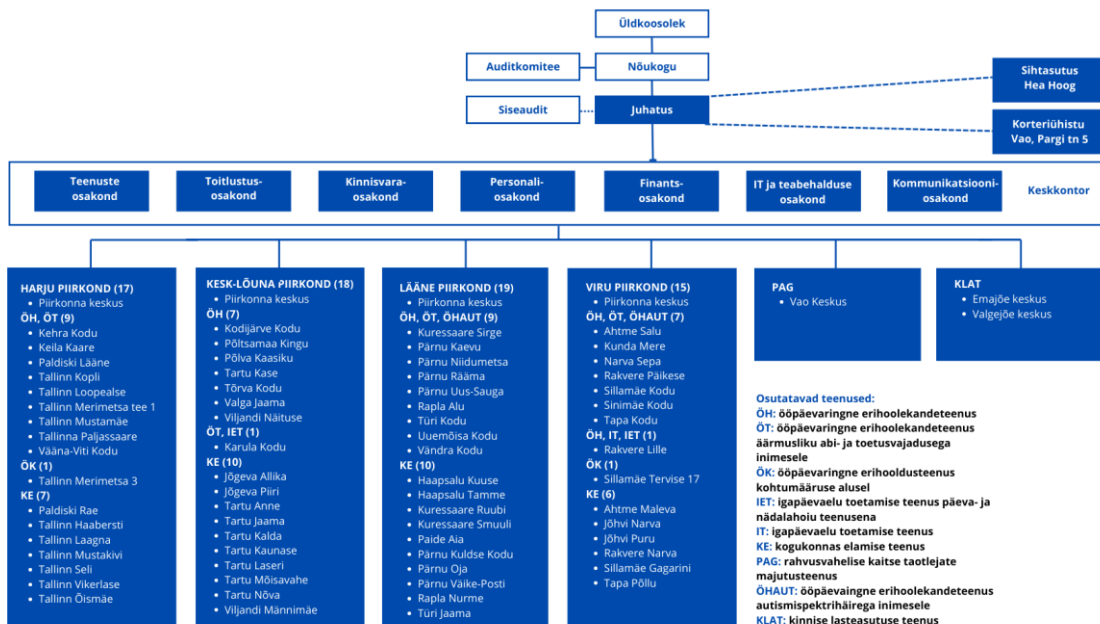 Üldkoosolek
Auditkomitee
Nõukogu
Siseaudit
Juhatus
Sihtasutus
Hea Hoog
Korteriühistu
Vao, Pargi tn 5
Teenuste
osakond
Toitlustus-
osakond
Kinnisvara-
osakond
Personali-
osakond
Finants-
osakond
IT ja teabehalduse
osakond
Kommunikatsiooni-
osakond
Keskkontor
HARJU PIIRKOND (17)
• Piirkonna keskus
ÖH, ÖT (9)
• Kehra Kodu
• Keila Kaare
• Paldiski Lääne
• Tallinn Kopli
• Tallinn Loopealse
• Tallinn Merimetsa tee 1
• Tallinn Mustamäe
• Tallinna Paljassaare
• Vääna-Viti Kodu
ÖK (1)
• Tallinn Merimetsa 3
KE (7)
• Paldiski Rae
• Tallinn Haabersti
• Tallinn Laagna
• Tallinn Mustakivi
• Tallinn Seli
• Tallinn Vikerlase
• Tallinn Õismäe
KESK-LÕUNA PIIRKOND (18)
• Piirkonna keskus
ÖH (7)
• Kodijärve Kodu
• Põltsamaa Kingu
• Põlva Kaasiku
• Tartu Kase
• Tõrva Kodu
• Valga Jaama
• Viljandi Näituse
ÖT, IET (1)
• Karula Kodu
KE (10)
• Jõgeva Allika
• Jõgeva Piiri
• Tartu Anne
• Tartu Jaama
• Tartu Kalda
• Tartu Kaunase
• Tartu Laseri
• Tartu Mõisavahe
• Tartu Nõva
• Viljandi Männimäe
LÄÄNE PIIRKOND (19)
• Piirkonna keskus
ÖH, ÖT, ÖHAUT (9)
• Kuressaare Sirge
• Pärnu Kaevu
• Pärnu Niidumetsa
• Pärnu Rääma
• Pärnu Uus-Sauga
• Rapla Alu
• Türi Kodu
• Uuemõisa Kodu
• Vändra Kodu
KE (10)
• Haapsalu Kuuse
• Haapsalu Tamme
• Kuressaare Ruubi
• Kuressaare Smuuli
• Paide Aia
• Pärnu Kuldse Kodu
• Pärnu Oja
• Pärnu Väike-Posti
• Rapla Nurme
• Türi Jaama
VIRU PIIRKOND (15)
• Piirkonna keskus
ÖH, ÖT, ÖHAUT (7)
• Ahtme Salu
• Kunda Mere
• Narva Sepa
• Rakvere Päikese
• Sillamäe Kodu
• Sinimäe Kodu
• Tapa Kodu
ÖH, IT, IET (1)
• Rakvere Lille
ÖK (1)
• Sillamäe Tervise 17
KE (6)
• Ahtme Maleva
• Jõhvi Narva
• Jõhvi Puru
• Rakvere Narva
• Sillamäe Gagarini
• Tapa Põllu
PAG
• Vao Keskus
KLAT
• Emajõe keskus
• Valgejõe keskus
Osutatavad teenused:
ÖH: ööpäevaringne erihoolekandeteenus
ÖT: ööpäevaringne erihoolekandeteenus
äärmusliku abi- ja toetusvajadusega
inimesele
ÖK: ööpäevaringne erihooldusteenus
kohtumääruse alusel
IET: igapäevaelu toetamise teenus päeva- ja
nädalahoiu teenusena
IT: igapäevaelu toetamise teenus
KE: kogukonnas elamise teenus
PAG: rahvusvahelise kaitse taotlejate
majutusteenus
ÖHAUT: ööpäevaingne erihoolekandeteenus
autismispektrihäirega inimesele
KLAT: kinnise lasteasutuse teenus